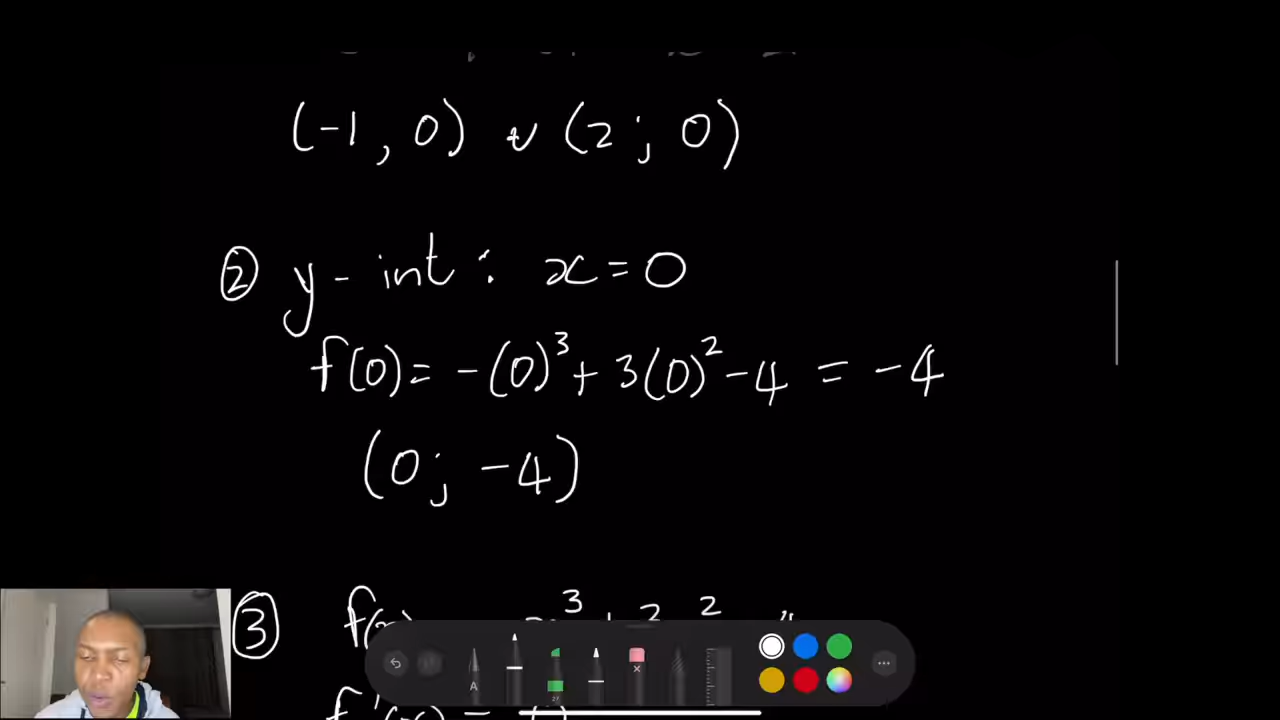 (-1, 0) v (2; 0)
② y-int: x=0
f(0) = -(0)³ + 3(0)² - 4 = -4
(0; -4)
③ f(x)
A